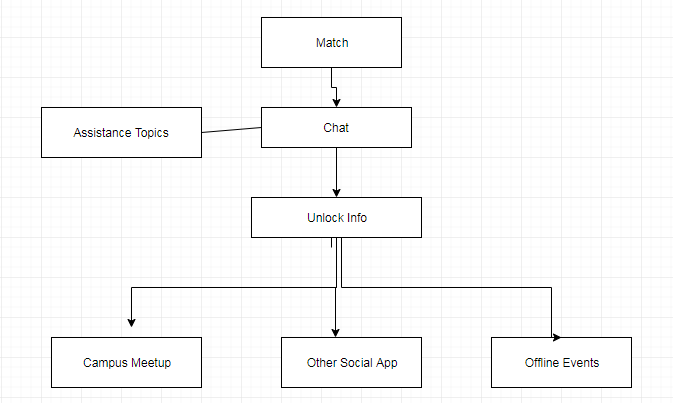 Match
Assistance Topics
Chat
Unlock Info
Campus Meetup
Other Social App
Offline Events